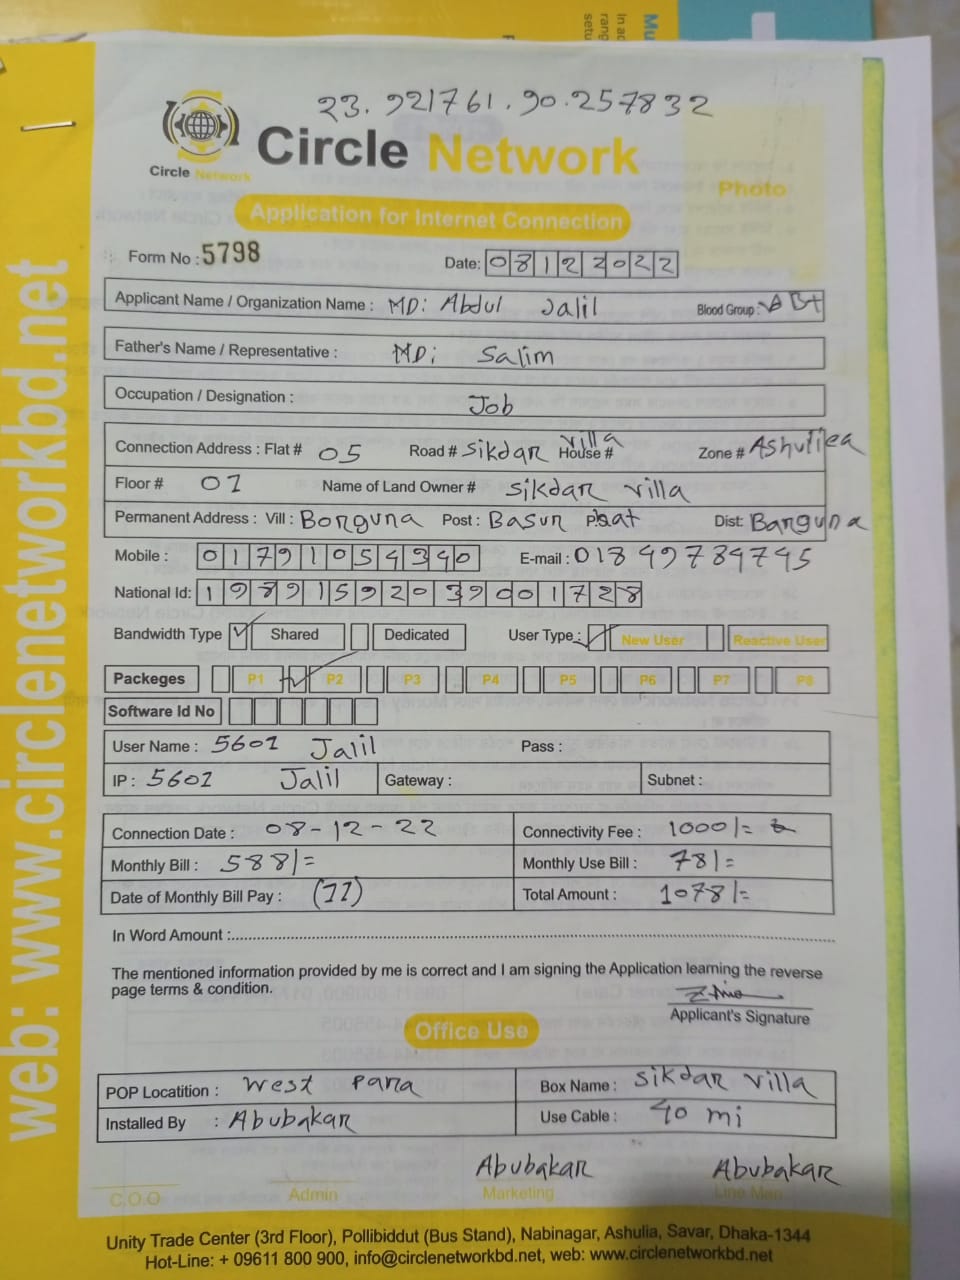 23.921761.90.257832
Circle Network
Circle Network
Photo
Application for Internet Connection
Form No : 5798
Date: 08122022
Applicant Name / Organization Name : MD: Abdul Jalil Blood Group : AB+
Father's Name / Representative : MD: Salim
Occupation / Designation : Job
Connection Address : Flat # 05 Road # Sikdar villa House # Zone # Ashuliea
Floor # 01 Name of Land Owner # Sikdar villa
Permanent Address : Vill : Borguna Post : Basur Dist: Barguna
Mobile : 01791054340 E-mail : 01849789745
National Id: 19891592039001728
Bandwidth Type Shared Dedicated User Type : New User Reactive User
Packeges P1 P2 P3 P4 P5 P6 P7 P8
Software Id No
User Name : 5601 Jalil Pass :
IP : 5601 Jalil Gateway : Subnet :
Connection Date : 08-12-22 Connectivity Fee : 1000/=
Monthly Bill : 588/= Monthly Use Bill : 78/=
Date of Monthly Bill Pay : (11) Total Amount : 1078/=
In Word Amount :
The mentioned information provided by me is correct and I am signing the Application learning the reverse
page terms & condition.
Applicant's Signature
Office Use
POP Locatition : West Para Box Name : Sikdar villa
Installed By : Abubakar Use Cable : 40 mi
Abubakar Abubakar
C.O.O Admin Marketing Line Man
Unity Trade Center (3rd Floor), Pollibiddut (Bus Stand), Nabinagar, Ashulia, Savar, Dhaka-1344
Hot-Line: + 09611 800 900, info@circlenetworkbd.net, web: www.circlenetworkbd.net
web: www.circlenetworkbd.net